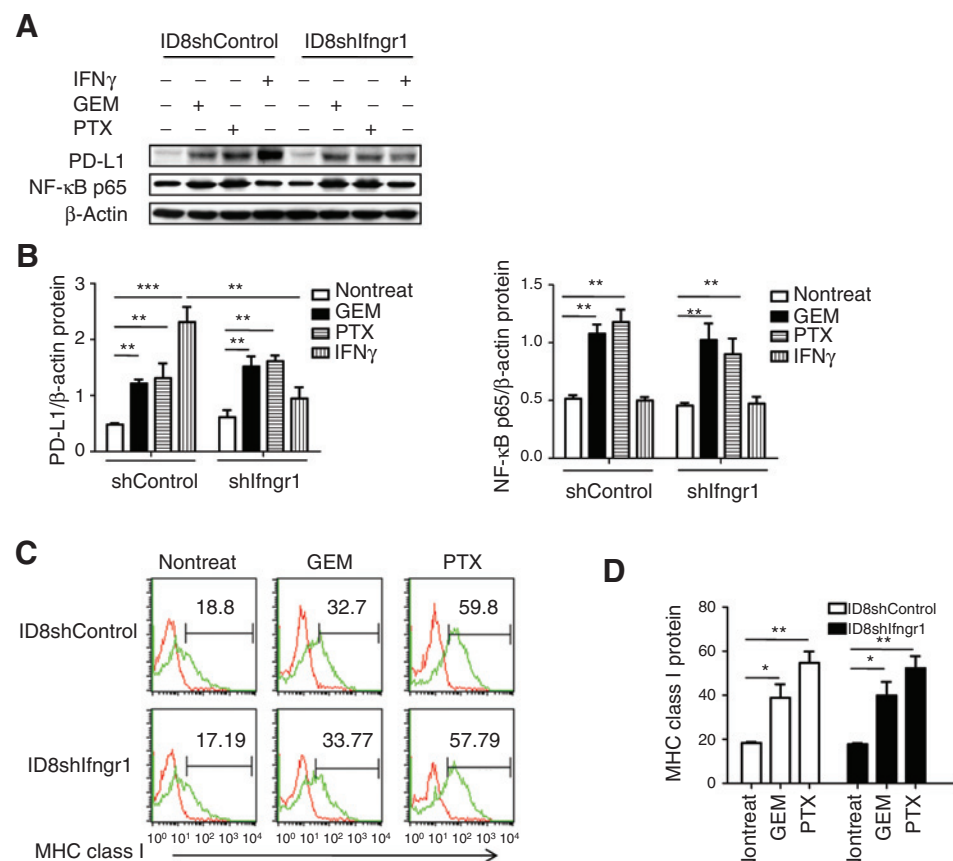 A
ID8shControl ID8shIfngr1
IFNγ − − − + − − − +
GEM − + − − − + − −
PTX − − + − − − + −
PD-L1
NF-κB p65
β-Actin
B
PD-L1/β-actin protein
3
2
1
0
*** **
**
**
**
**
Nontreat
GEM
PTX
IFNγ
shControl shIfngr1
NF-κB p65/β-actin protein
1.5
1.0
0.5
0.0
** **
** **
Nontreat
GEM
PTX
IFNγ
shControl shIfngr1
C
Nontreat GEM PTX
ID8shControl
18.8 32.7 59.8
ID8shIfngr1
17.19 33.77 57.79
10⁰ 10¹ 10² 10³ 10⁴ 10⁰ 10¹ 10² 10³ 10⁴ 10⁰ 10¹ 10² 10³ 10⁴
MHC class I
D
MHC class I protein
80
60
40
20
0
ID8shControl
ID8shIfngr1
** **
* *
lontreat GEM PTX lontreat GEM PTX